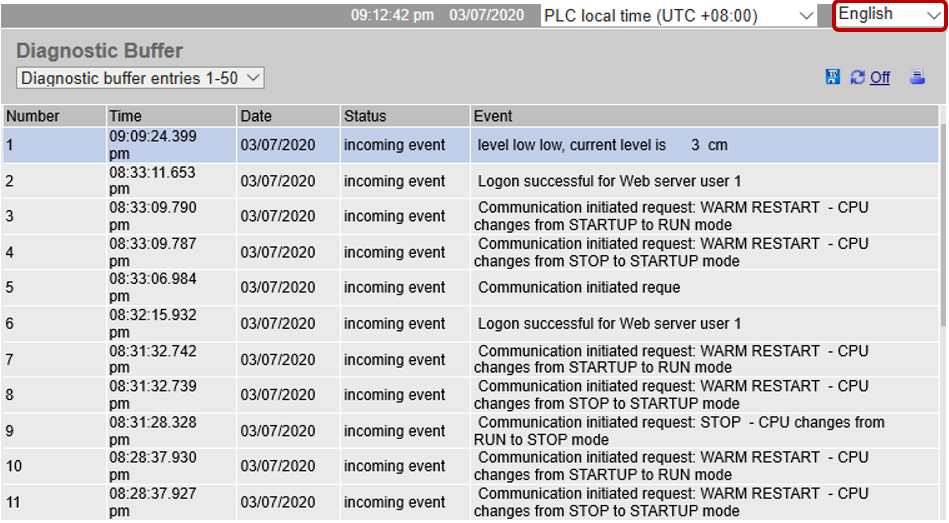 09:12:42 pm 03/07/2020 PLC local time (UTC +08:00) English
Diagnostic Buffer
Diagnostic buffer entries 1-50
Off
Number Time Date Status Event
1 09:09:24.399 pm 03/07/2020 incoming event level low low, current level is 3 cm
2 08:33:11.653 pm 03/07/2020 incoming event Logon successful for Web server user 1
3 08:33:09.790 pm 03/07/2020 incoming event Communication initiated request: WARM RESTART - CPU
changes from STARTUP to RUN mode
4 08:33:09.787 pm 03/07/2020 incoming event Communication initiated request: WARM RESTART - CPU
changes from STOP to STARTUP mode
5 08:33:06.984 pm 03/07/2020 incoming event Communication initiated reque
6 08:32:15.932 pm 03/07/2020 incoming event Logon successful for Web server user 1
7 08:31:32.742 pm 03/07/2020 incoming event Communication initiated request: WARM RESTART - CPU
changes from STARTUP to RUN mode
8 08:31:32.739 pm 03/07/2020 incoming event Communication initiated request: WARM RESTART - CPU
changes from STOP to STARTUP mode
9 08:31:28.328 pm 03/07/2020 incoming event Communication initiated request: STOP - CPU changes from
RUN to STOP mode
10 08:28:37.930 pm 03/07/2020 incoming event Communication initiated request: WARM RESTART - CPU
changes from STARTUP to RUN mode
11 08:28:37.927 pm 03/07/2020 incoming event Communication initiated request: WARM RESTART - CPU
changes from STOP to STARTUP mode